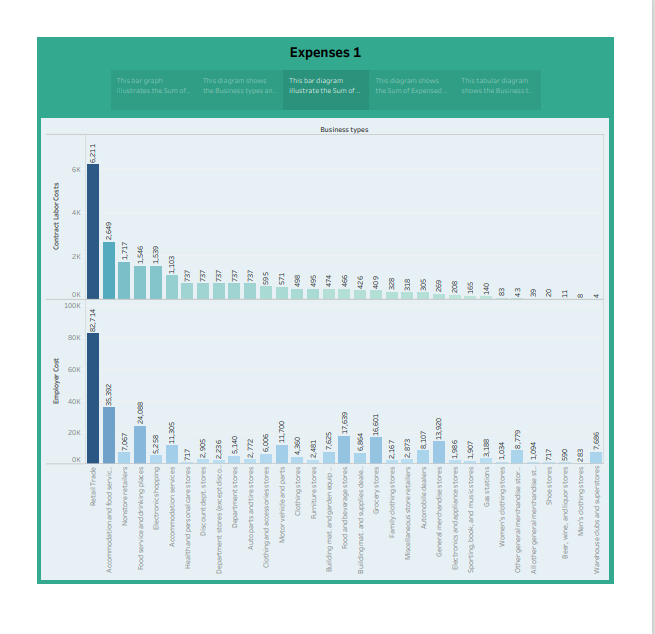 Expenses 1
This bar graph
illustrates the Sum of..
This diagram shows
the Business types an..
This bar diagram
illustrate the Sum of..
This diagram shows
the Sum of Expensed ..
This tabular diagram
shows the Business t..
Business types
Contract Labor Costs
6K
4K
2K
0K
6,211
2,649
1,717
1,546
1,539
1,103
737
737
737
737
737
595
571
498
495
474
466
426
409
328
318
305
269
208
165
140
83
43
39
20
11
8
4
Employer Cost
100K
80K
60K
40K
20K
0K
82,714
35,392
7,067
24,088
5,258
11,305
717
2,905
2,236
5,140
2,772
6,006
11,700
4,360
2,481
7,625
17,639
6,864
16,601
2,167
2,873
8,107
13,920
1,986
1,907
3,188
1,034
8,779
1,094
717
590
283
7,686
Retail Trade
Accommodation and food servic..
Nonstore retailers
Food service and drinking places
Electronic shopping
Accommodation services
Health and personal care stores
Discount dept. stores
Department stores (except disco..
Department stores
Auto parts and tire stores
Clothing and accessories stores
Motor vehicle and parts
Clothing stores
Furniture stores
Building mat. and garden equip ..
Food and beverage stores
Building mat. and supplies deale..
Grocery stores
Family clothing stores
Miscellaneous store retailers
Automobile dealers
General merchandise stores
Electronics and appliance stores
Sporting, book, and music stores
Gas stations
Women's clothing stores
Other general merchandise stor..
All other general merchandise st..
Shoe stores
Beer, wine, and liquor stores
Men's clothing stores
Warehouse clubs and superstores